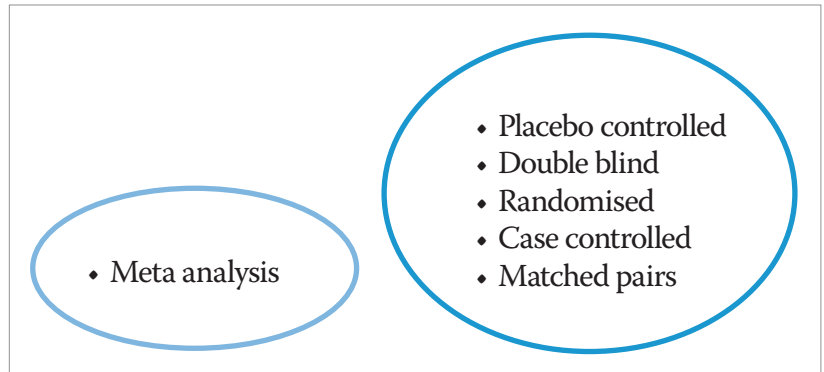 • Meta analysis
• Placebo controlled
• Double blind
• Randomised
• Case controlled
• Matched pairs